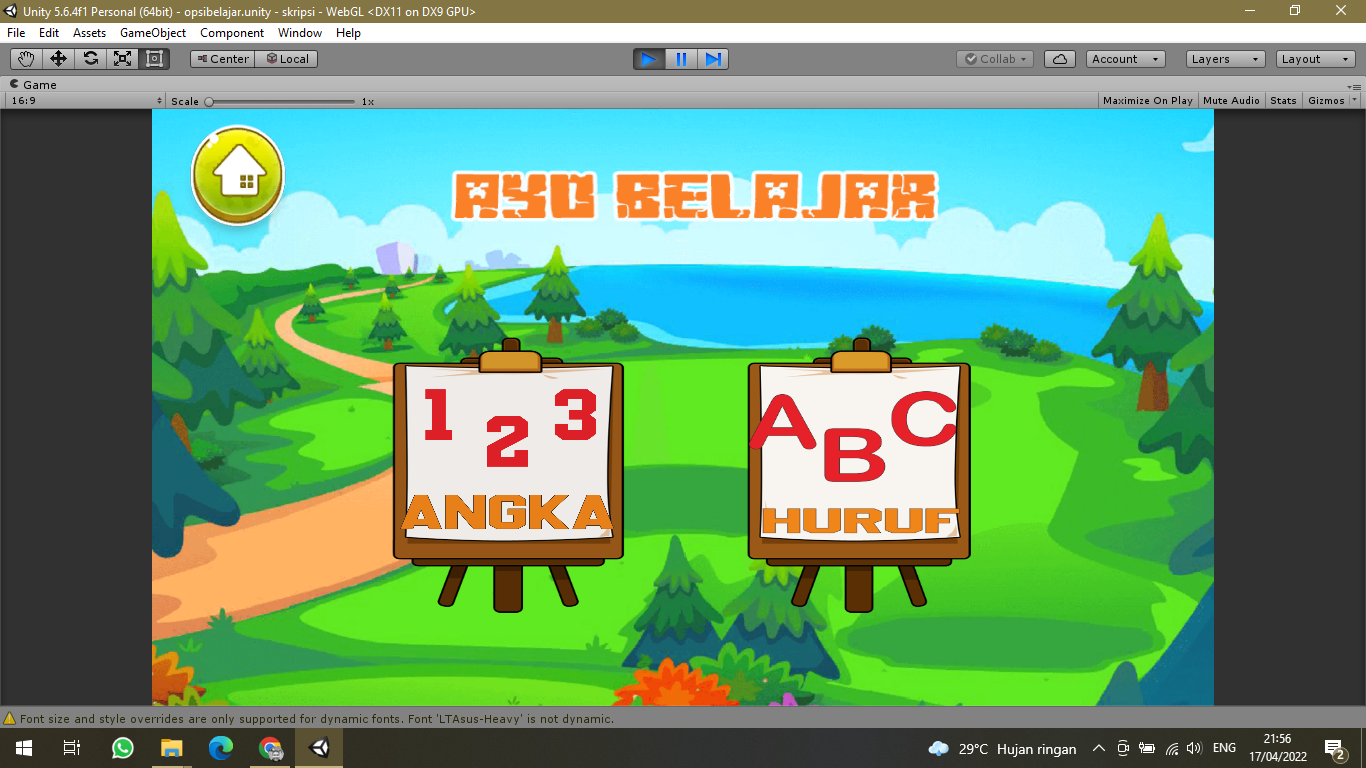 Unity 5.6.4f1 Personal (64bit) - opsibelajar.unity - skripsi - WebGL <DX11 on DX9 GPU>
File Edit Assets GameObject Component Window Help
Center Local Collab Account Layers Layout
Game
16:9 Scale 1x Maximize On Play Mute Audio Stats Gizmos
AYO BELAJAR
1 2 3
ANGKA
A B C
HURUF
Font size and style overrides are only supported for dynamic fonts. Font 'LTAsus-Heavy' is not dynamic.
29°C Hujan ringan ENG 21:56
17/04/2022 2